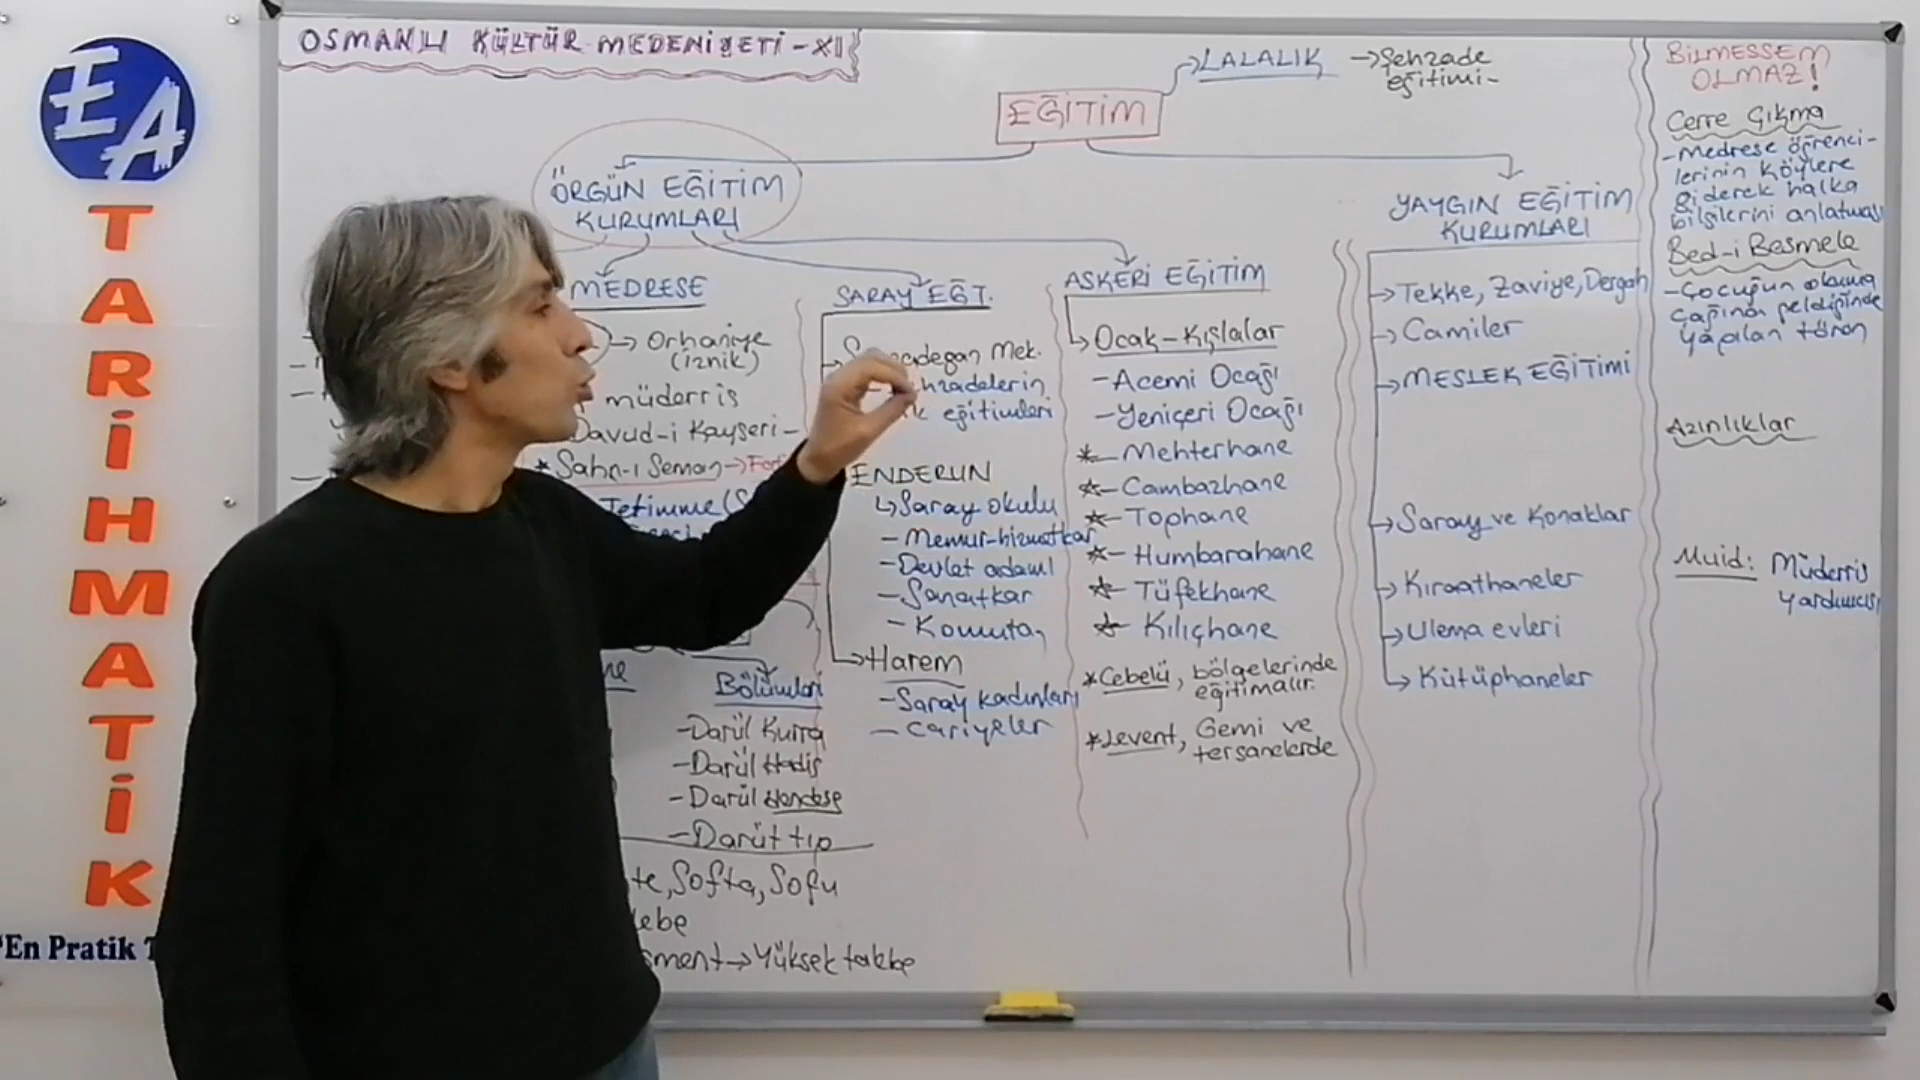 EA
TARİHMATİK
"En Pratik
OSMANLI KÜLTÜR MEDENİYETİ-XI
EĞİTİM
LALALIK → Şehzade
eğitimi-
ÖRGÜN EĞİTİM
KURUMLARI
MEDRESE
→ Orhaniye
(iznik)
müderris
Davud-i Kayseri-
* Sahn-ı Seman →
Tetimme
Bölümleri
-Darül Kurra
-Darül Hadis
-Darül Hendese
-Darüt tıp
Softa, Sofu
→ Yüksek talebe
SARAY EĞT.
Mek.
eğitimleri
ENDERUN
↳ Saray okulu
- Memur-hizmetkar
- Devlet adamı
- Sanatkar
- Komutan
→ Harem
-Saray kadınları
- cariyeler
ASKERİ EĞİTİM
↳ Ocak-Kışlalar
-Acemi Ocağı
-Yeniçeri Ocağı
*- Mehterhane
*- Cambazhane
*- Tophane
*- Humbarahane
*- Tüfekhane
*- Kılıçhane
*Cebelü, bölgelerinde
eğitimalır.
*Levent, Gemi ve
tersanelerde
YAYGIN EĞİTİM
KURUMLARI
→ Tekke, Zaviye, Dergah
→ Camiler
→ MESLEK EĞİTİMİ
→ Saray ve Konaklar
→ Kıraathaneler
→ Ulema evleri
→ Kütüphaneler
BİLMESSEM
OLMAZ!
Cerre Çıkma
-Medrese öğrenci-
lerinin köylere
giderek halka
bilgilerini anlatması
Bed-i Besmele
-Çocuğun okuma
çağına geldiğinde
yapılan tören
Azınlıklar
Muid: Müderris
yardımcısı